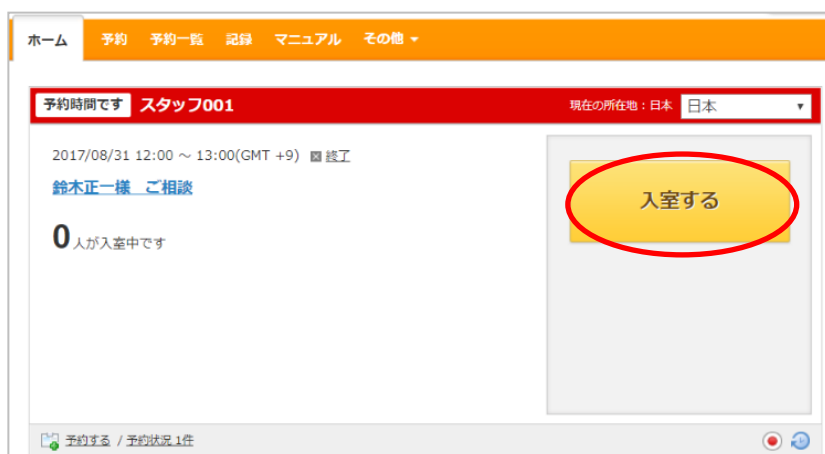 ホーム 予約 予約一覧 記録 マニュアル その他
予約時間です スタッフ001 現在の所在地：日本 日本
2017/08/31 12:00 ～ 13:00(GMT +9) 終了
鈴木正一様　ご相談
入室する
0人が入室中です
予約する / 予約状況 1件